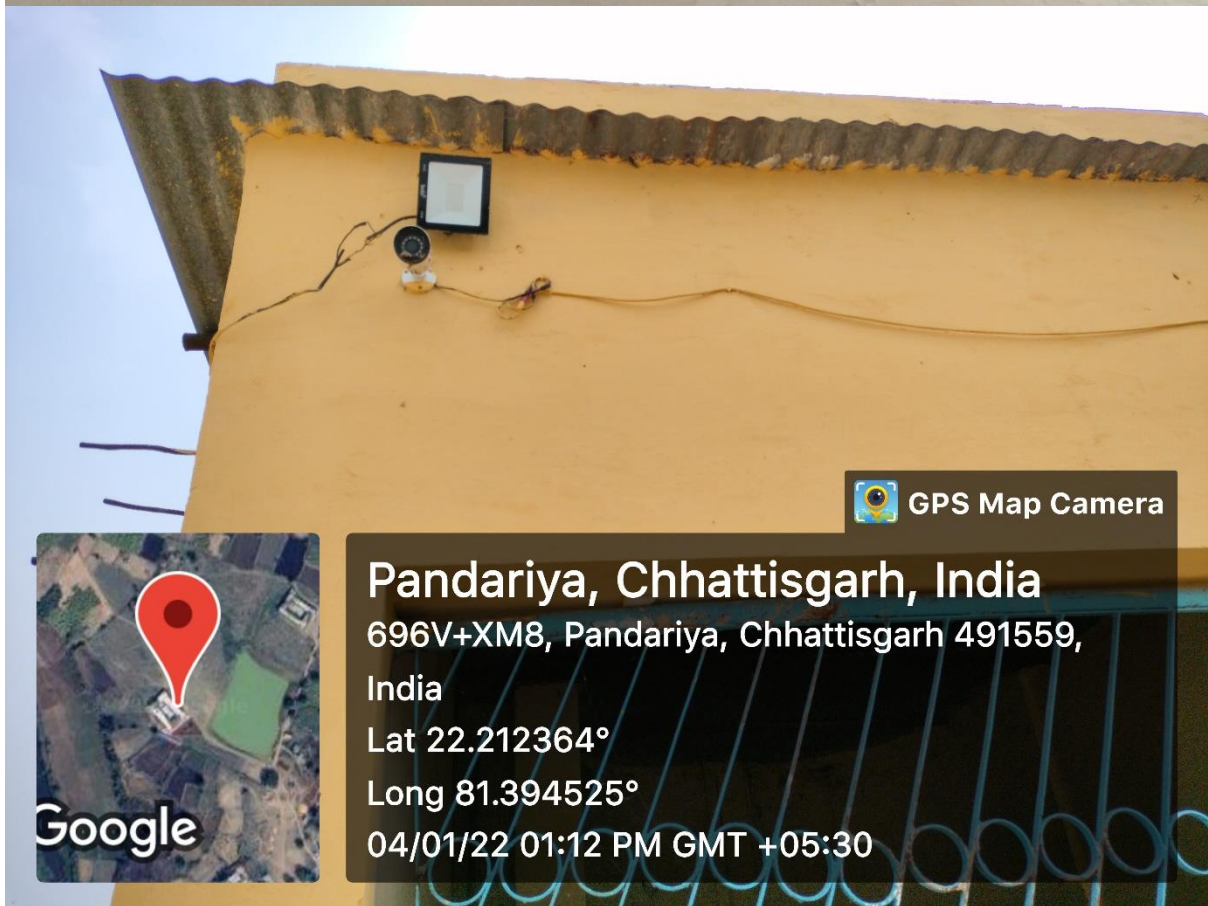 GPS Map Camera
Pandariya, Chhattisgarh, India
696V+XM8, Pandariya, Chhattisgarh 491559,
India
Lat 22.212364°
Long 81.394525°
04/01/22 01:12 PM GMT +05:30
Google